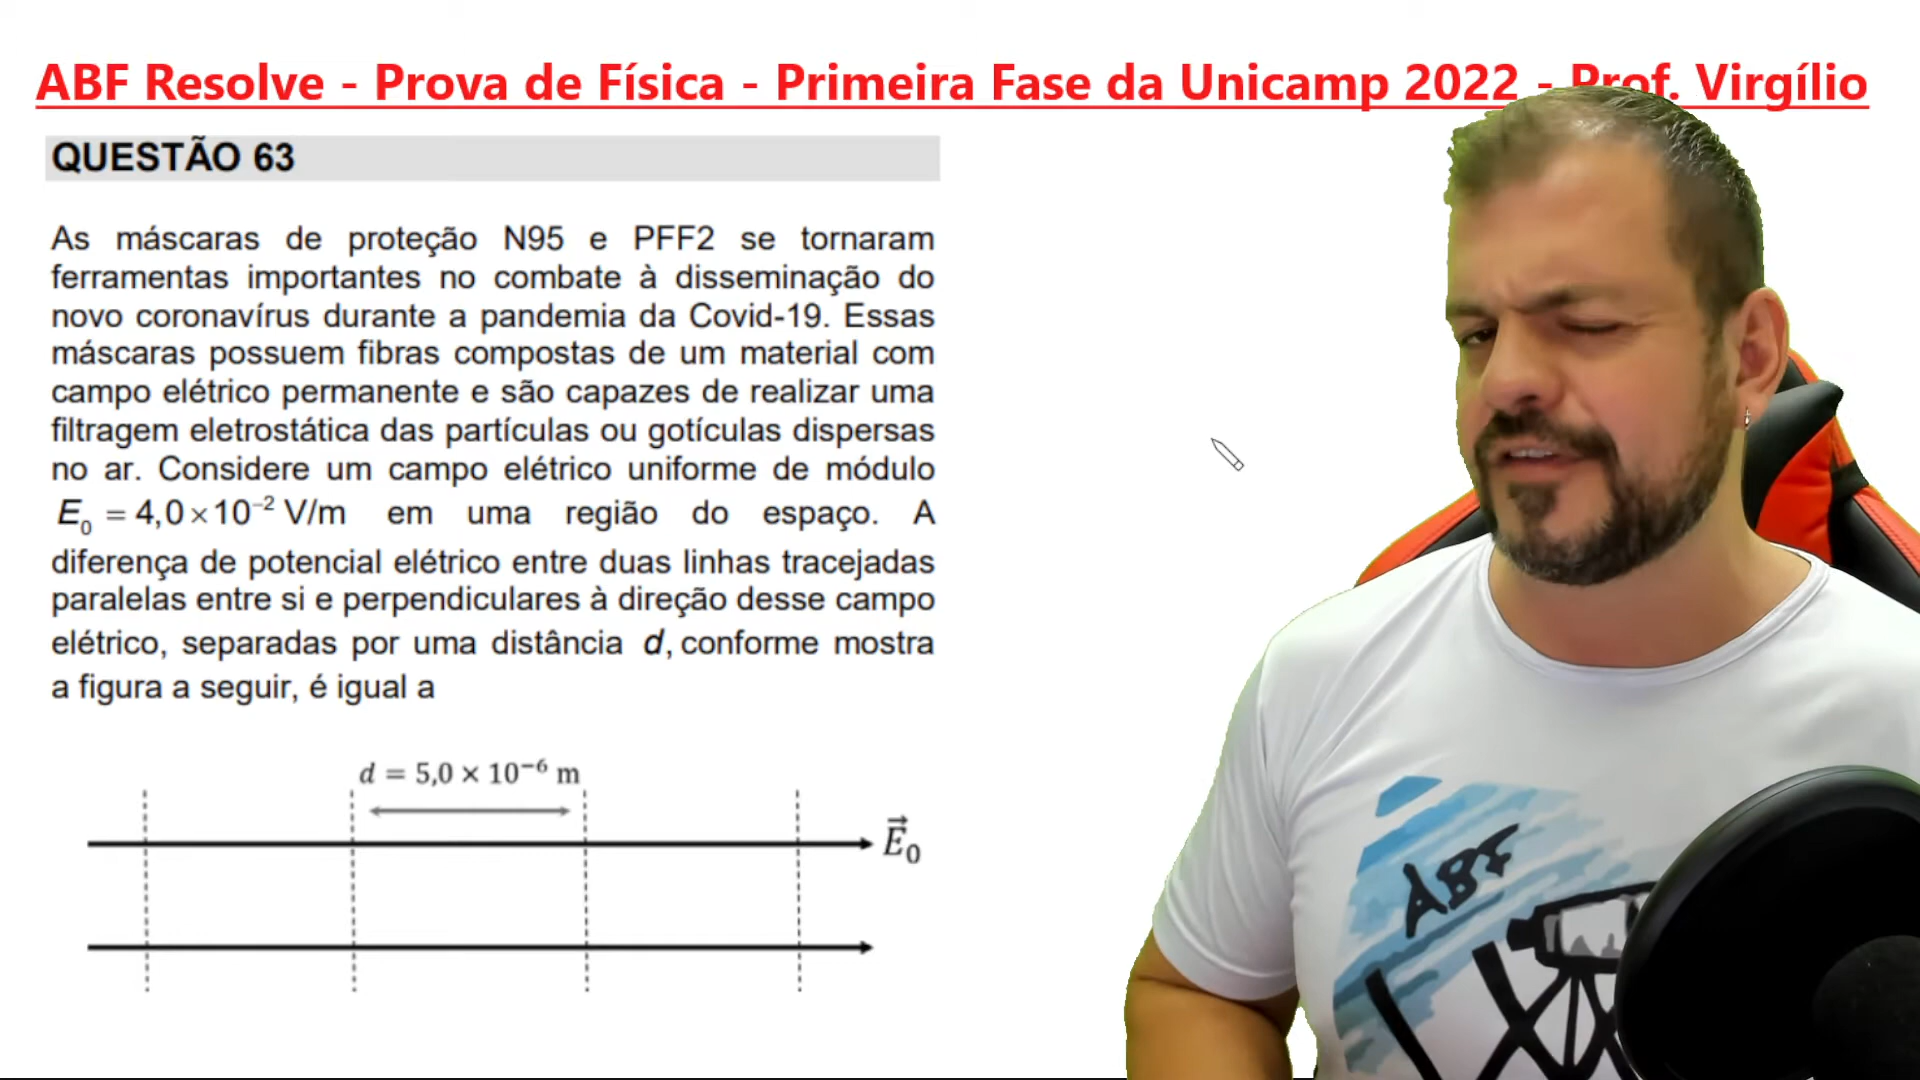 ABF Resolve - Prova de Física - Primeira Fase da Unicamp 2022 - Prof. Virgílio
QUESTÃO 63
As máscaras de proteção N95 e PFF2 se tornaram
ferramentas importantes no combate à disseminação do
novo coronavírus durante a pandemia da Covid-19. Essas
máscaras possuem fibras compostas de um material com
campo elétrico permanente e são capazes de realizar uma
filtragem eletrostática das partículas ou gotículas dispersas
no ar. Considere um campo elétrico uniforme de módulo
E₀ = 4,0×10⁻² V/m em uma região do espaço. A
diferença de potencial elétrico entre duas linhas tracejadas
paralelas entre si e perpendiculares à direção desse campo
elétrico, separadas por uma distância d, conforme mostra
a figura a seguir, é igual a
d = 5,0 × 10⁻⁶ m
E⃗₀
ABF